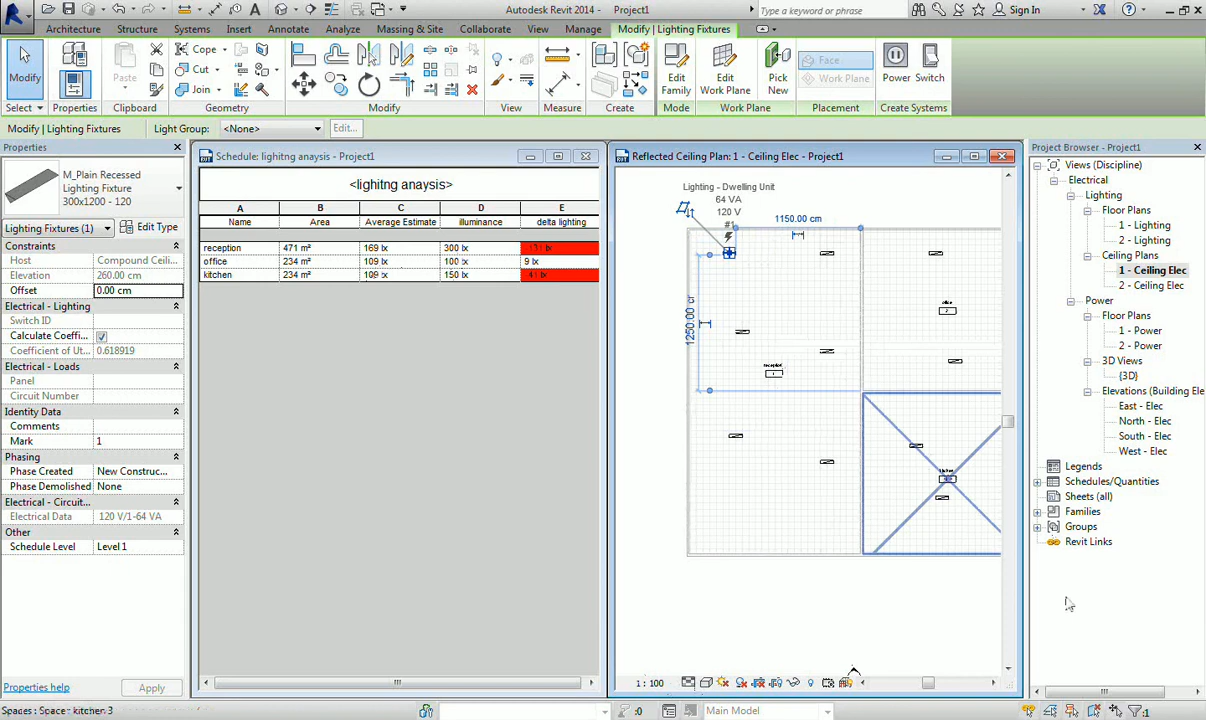 Autodesk Revit 2014 - Project1
Type a keyword or phrase
Sign In
Architecture Structure Systems Insert Annotate Analyze Massing & Site Collaborate View Manage Modify | Lighting Fixtures
Modify
Properties
Paste
Cope
Cut
Join
Edit Family
Edit Work Plane
Pick New
Face
Work Plane
Power
Switch
Select Properties Clipboard Geometry Modify View Measure Create Mode Work Plane Placement Create Systems
Modify | Lighting Fixtures Light Group: <None> Edit...
Properties
M_Plain Recessed
Lighting Fixture
300x1200 - 120
Lighting Fixtures (1) Edit Type
Constraints
Host Compound Ceili...
Elevation 260.00 cm
Offset 0.00 cm
Electrical - Lighting
Switch ID
Calculate Coeffi...
Coefficient of Ut... 0.618919
Electrical - Loads
Panel
Circuit Number
Identity Data
Comments
Mark 1
Phasing
Phase Created New Construc...
Phase Demolished None
Electrical - Circuit...
Electrical Data 120 V/1-64 VA
Other
Schedule Level Level 1
Properties help Apply
Schedule: lighitng anaysis - Project1
<lighitng anaysis>
A B C D E
Name Area Average Estimate illuminance delta lighting
reception 471 m² 169 lx 300 lx
office 234 m² 109 lx 100 lx 9 lx
kitchen 234 m² 109 lx 150 lx
Reflected Ceiling Plan: 1 - Ceiling Elec - Project1
Lighting - Dwelling Unit
64 VA
120 V
#1
1150.00 cm
1250.00 cr
office
2
1 : 100
Project Browser - Project1
Views (Discipline)
Electrical
Lighting
Floor Plans
1 - Lighting
2 - Lighting
Ceiling Plans
1 - Ceiling Elec
2 - Ceiling Elec
Power
Floor Plans
1 - Power
2 - Power
3D Views
{3D}
Elevations (Building Ele
East - Elec
North - Elec
South - Elec
West - Elec
Legends
Schedules/Quantities
Sheets (all)
Families
Groups
Revit Links
Spaces : Space : kitchen 3
:0
Main Model
:1